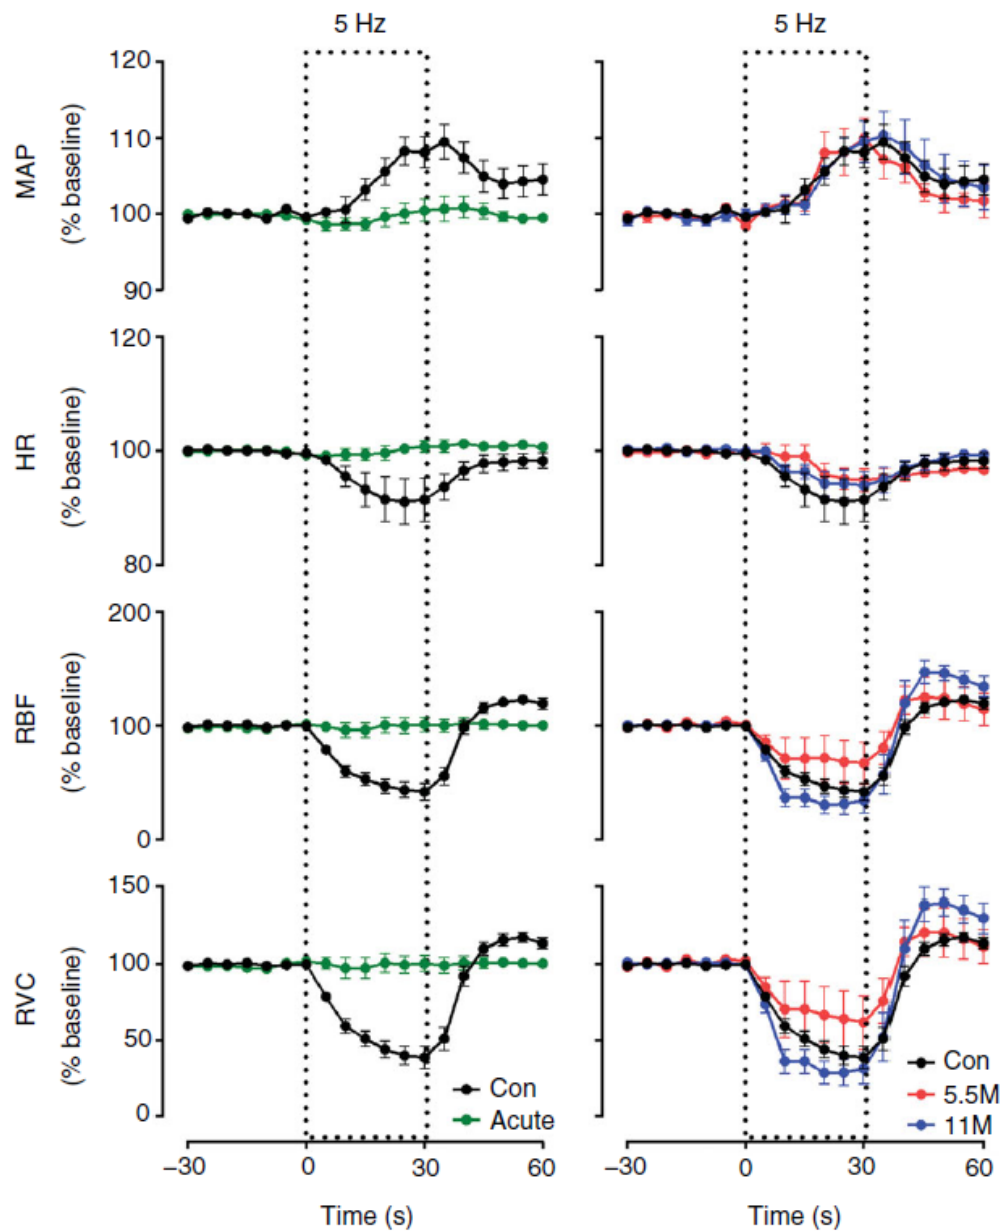 5 Hz 5 Hz
120
110
100
90
MAP
(% baseline)
120
100
80
HR
(% baseline)
200
100
0
RBF
(% baseline)
150
100
50
0
RVC
(% baseline)
Con
Acute
Con
5.5M
11M
−30 0 30 60 −30 0 30 60
Time (s) Time (s)